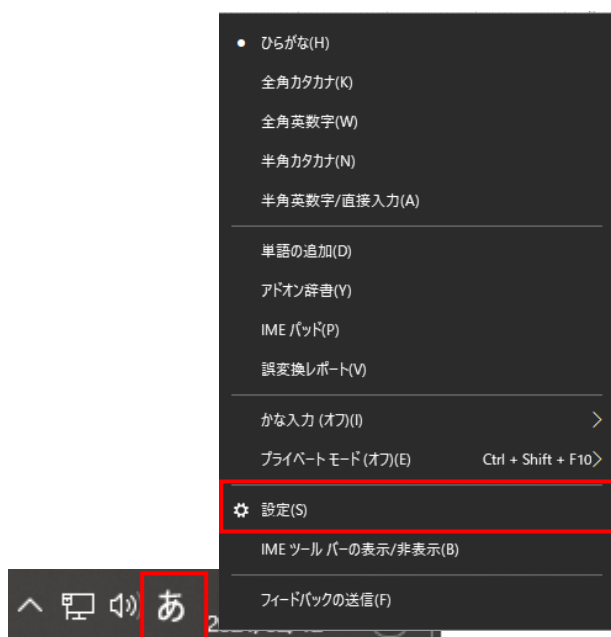 ひらがな(H)
全角カタカナ(K)
全角英数字(W)
半角カタカナ(N)
半角英数字/直接入力(A)
単語の追加(D)
アドオン辞書(Y)
IME パッド(P)
誤変換レポート(V)
かな入力 (オフ)(I)
プライベート モード (オフ)(E) Ctrl + Shift + F10
設定(S)
IME ツール バーの表示/非表示(B)
フィードバックの送信(F)
あ